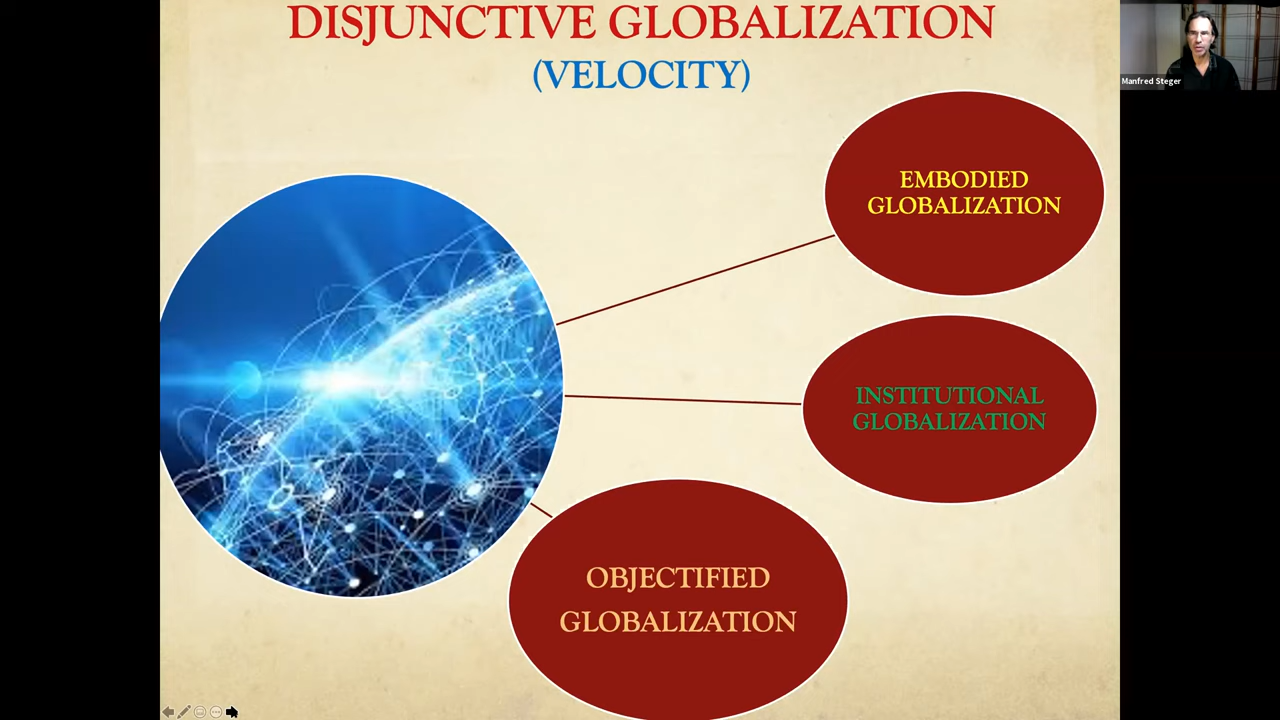 DISJUNCTIVE GLOBALIZATION
(VELOCITY)
Manfred Steger
EMBODIED
GLOBALIZATION
INSTITUTIONAL
GLOBALIZATION
OBJECTIFIED
GLOBALIZATION